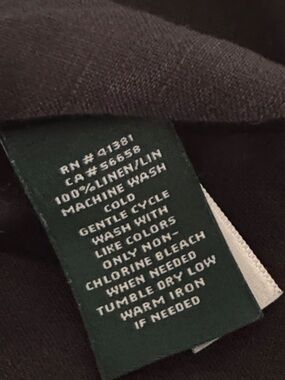 RN # 41381
CA # 56658
100% LINEN/LIN
MACHINE WASH
COLD
GENTLE CYCLE
WASH WITH
LIKE COLORS
ONLY NON-
CHLORINE BLEACH
WHEN NEEDED
TUMBLE DRY LOW
WARM IRON
IF NEEDED